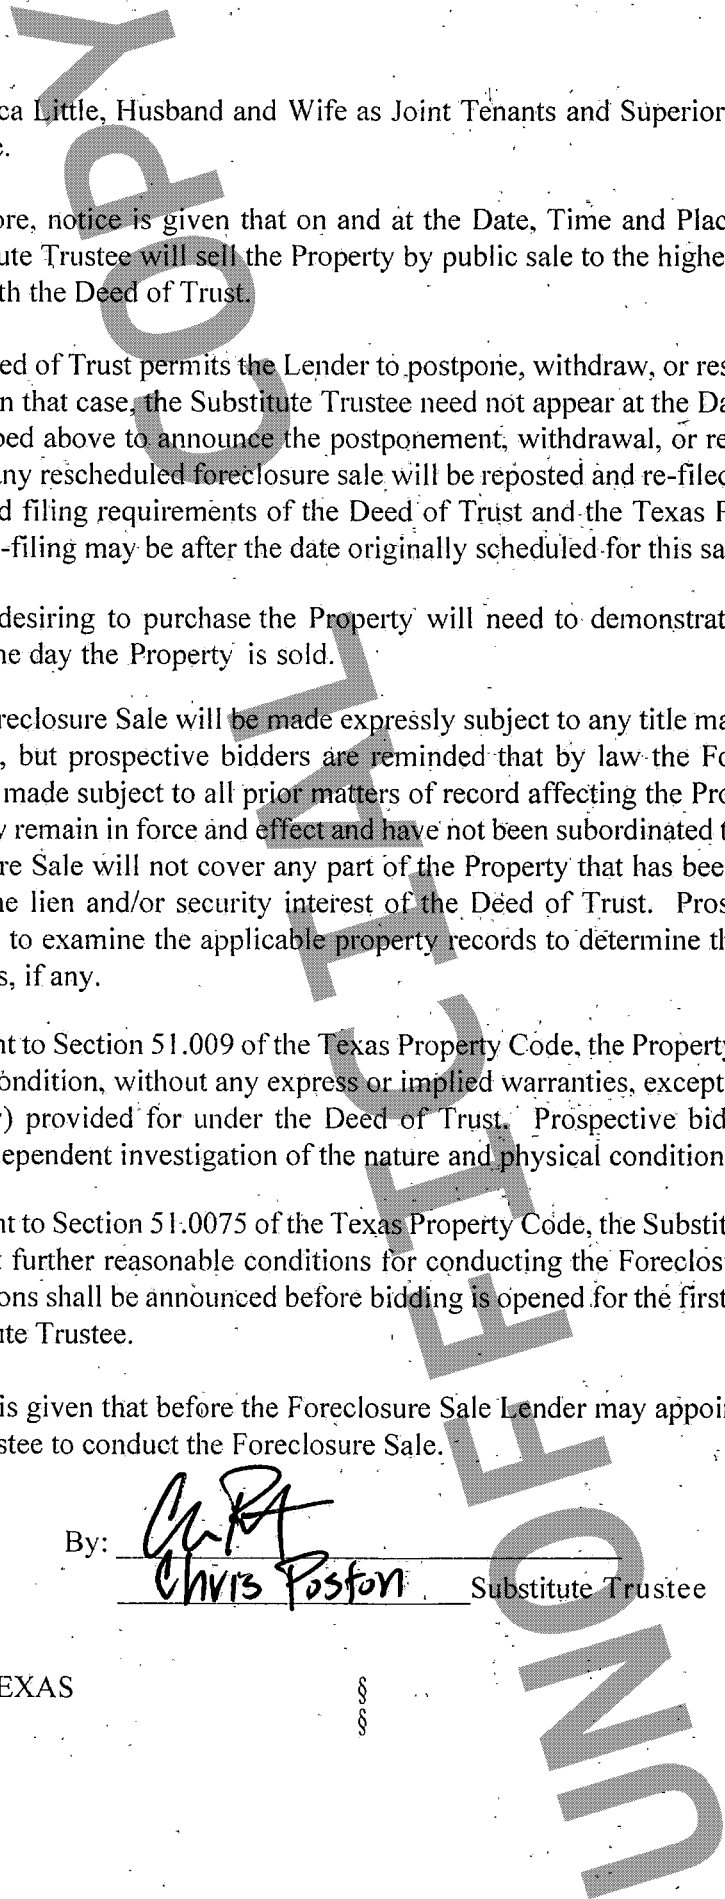 ca Little, Husband and Wife as Joint Tenants and Superior
e.
ore, notice is given that on and at the Date, Time and Plac
ute Trustee will sell the Property by public sale to the highe
th the Deed of Trust.
ed of Trust permits the Lender to postpone, withdraw, or res
n that case, the Substitute Trustee need not appear at the Da
bed above to announce the postponement, withdrawal, or re
ny rescheduled foreclosure sale will be reposted and re-filed
d filing requirements of the Deed of Trust and the Texas P
-filing may be after the date originally scheduled for this sa
desiring to purchase the Property will need to demonstrat
he day the Property is sold.
reclosure Sale will be made expressly subject to any title ma
, but prospective bidders are reminded that by law the Fo
made subject to all prior matters of record affecting the Pro
y remain in force and effect and have not been subordinated t
re Sale will not cover any part of the Property that has bee
he lien and/or security interest of the Deed of Trust. Pros
to examine the applicable property records to determine th
s, if any.
nt to Section 51.009 of the Texas Property Code, the Property
ondition, without any express or implied warranties, except
y) provided for under the Deed of Trust. Prospective bid
dependent investigation of the nature and physical condition
nt to Section 51.0075 of the Texas Property Code, the Substit
t further reasonable conditions for conducting the Foreclos
ons shall be announced before bidding is opened for the first
ute Trustee.
is given that before the Foreclosure Sale Lender may appoi
stee to conduct the Foreclosure Sale.
By:
Chris Poston Substitute Trustee
EXAS §
§
UNOFFICIAL COPY